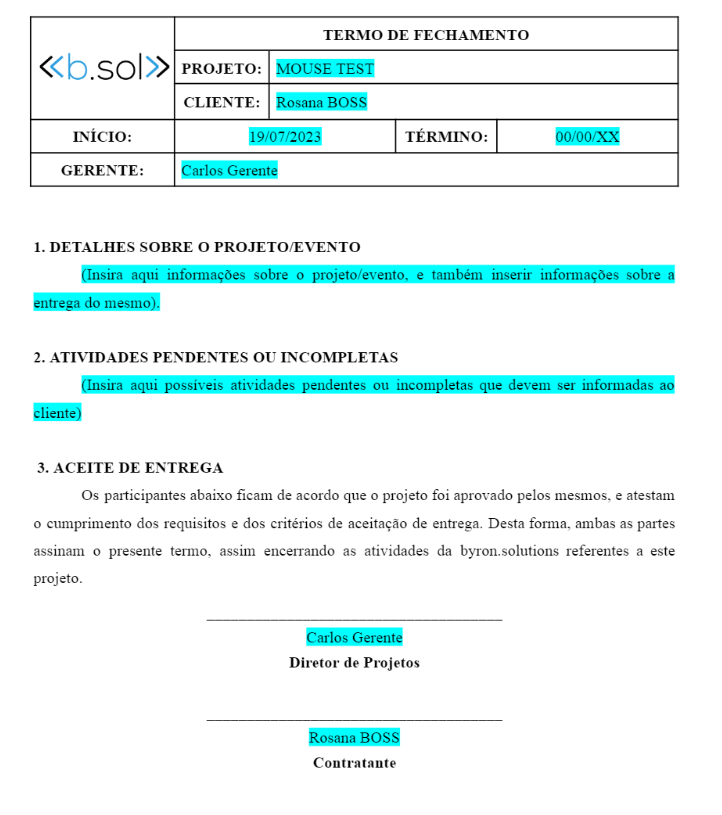 TERMO DE FECHAMENTO
<<b.sol>>
PROJETO: MOUSE TEST
CLIENTE: Rosana BOSS
INÍCIO: 19/07/2023 TÉRMINO: 00/00/XX
GERENTE: Carlos Gerente
1. DETALHES SOBRE O PROJETO/EVENTO
(Insira aqui informações sobre o projeto/evento, e também inserir informações sobre a
entrega do mesmo).
2. ATIVIDADES PENDENTES OU INCOMPLETAS
(Insira aqui possíveis atividades pendentes ou incompletas que devem ser informadas ao
cliente)
3. ACEITE DE ENTREGA
Os participantes abaixo ficam de acordo que o projeto foi aprovado pelos mesmos, e atestam
o cumprimento dos requisitos e dos critérios de aceitação de entrega. Desta forma, ambas as partes
assinam o presente termo, assim encerrando as atividades da byron.solutions referentes a este
projeto.
Carlos Gerente
Diretor de Projetos
Rosana BOSS
Contratante